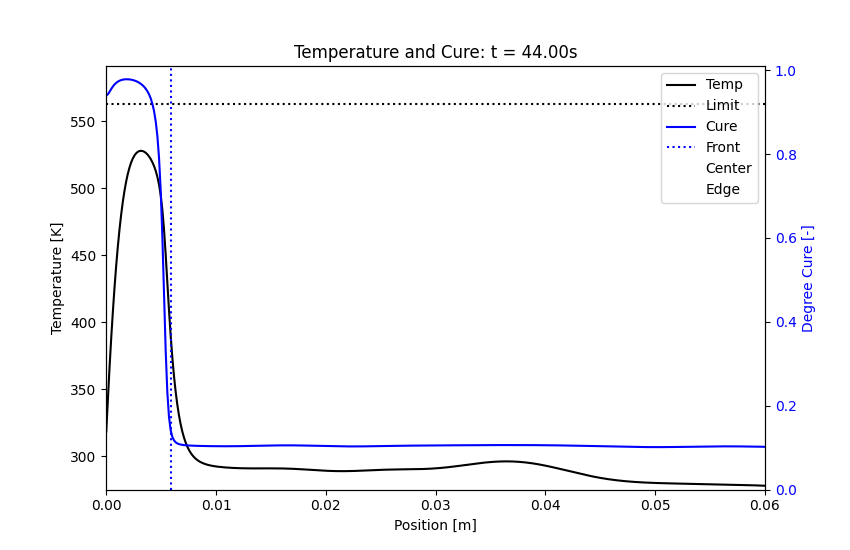 Temperature and Cure: t = 44.00s
Temp
Limit
Cure
Front
Center
Edge
Temperature [K]
550
500
450
400
350
300
1.0
0.8
0.6
0.4
0.2
0.0
Degree Cure [-]
0.00 0.01 0.02 0.03 0.04 0.05 0.06
Position [m]